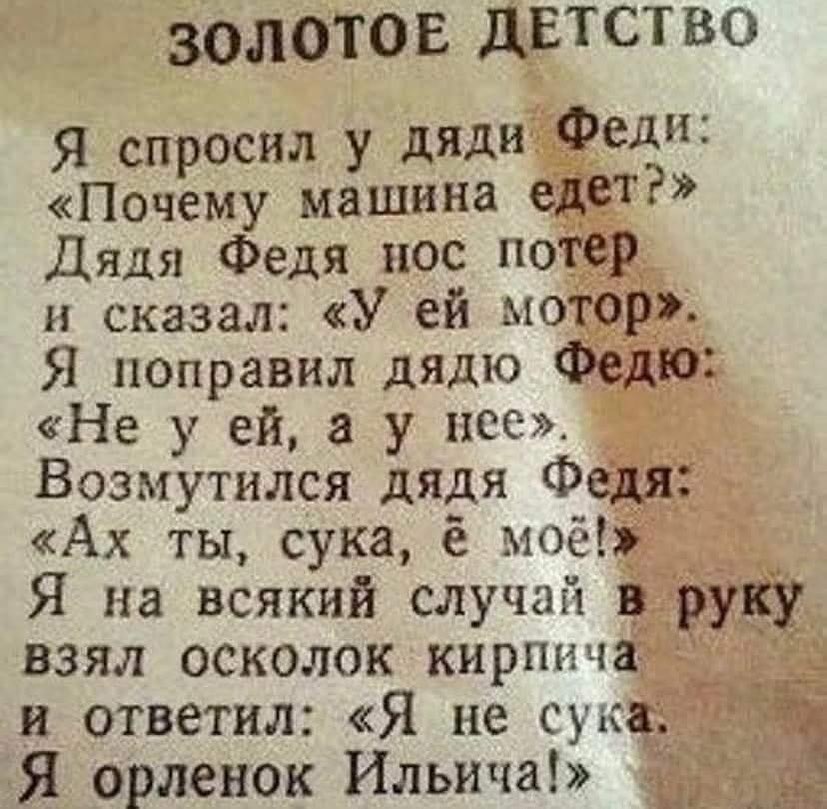 ЗОЛОТОЕ ДЕТСТВО
Я спросил у дяди Феди:
«Почему машина едет?»
Дядя Федя нос потер
и сказал: «У ей мотор».
Я поправил дядю Федю:
«Не у ей, а у нее».
Возмутился дядя Федя:
«Ах ты, сука, ё моё!»
Я на всякий случай в руку
взял осколок кирпича
и ответил: «Я не сука.
Я орленок Ильича!»